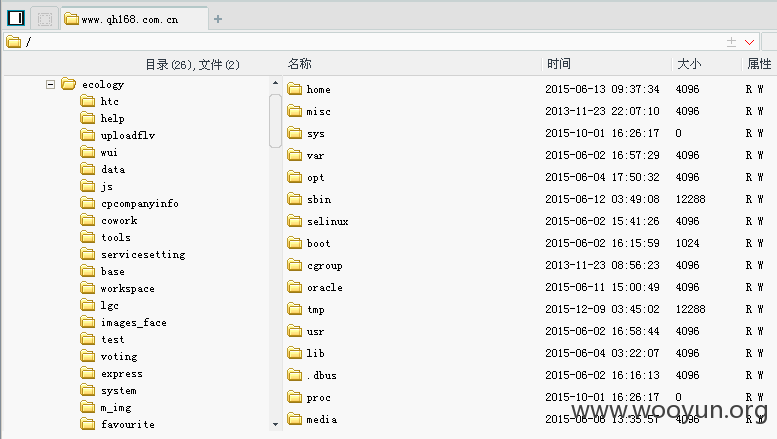 www.qh168.com.cn
/
目录(26),文件(2)
名称 时间 大小 属性
ecology
htc
help
uploadflv
wui
data
js
cpcompanyinfo
cowork
tools
servicesetting
base
workspace
lgc
images_face
test
voting
express
system
m_img
favourite
home 2015-06-13 09:37:34 4096 R W
misc 2013-11-23 22:07:10 4096 R W
sys 2015-10-01 16:26:17 0 R W
var 2015-06-02 16:57:29 4096 R W
opt 2015-06-04 17:50:32 4096 R W
sbin 2015-06-12 03:49:08 12288 R W
selinux 2015-06-02 15:41:26 4096 R W
boot 2015-06-02 16:15:59 1024 R W
cgroup 2013-11-23 08:56:23 4096 R W
oracle 2015-06-11 15:00:49 4096 R W
tmp 2015-12-09 03:45:02 12288 R W
usr 2015-06-02 16:58:44 4096 R W
lib 2015-06-04 03:22:07 4096 R W
.dbus 2015-06-02 16:16:13 4096 R W
proc 2015-10-01 16:26:17 0 R W
media 2015-06-06 13:35:57 4096 R W
www.wooyun.org